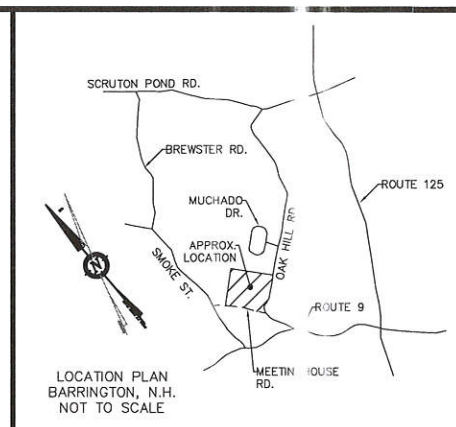 SCRUTON POND RD.
BREWSTER RD.
MUCHADO
DR.
ROUTE 125
APPROX.
LOCATION
OAK HILL RD
SMOKE ST.
ROUTE 9
MEETIN HOUSE
RD.
N
LOCATION PLAN
BARRINGTON, N.H.
NOT TO SCALE